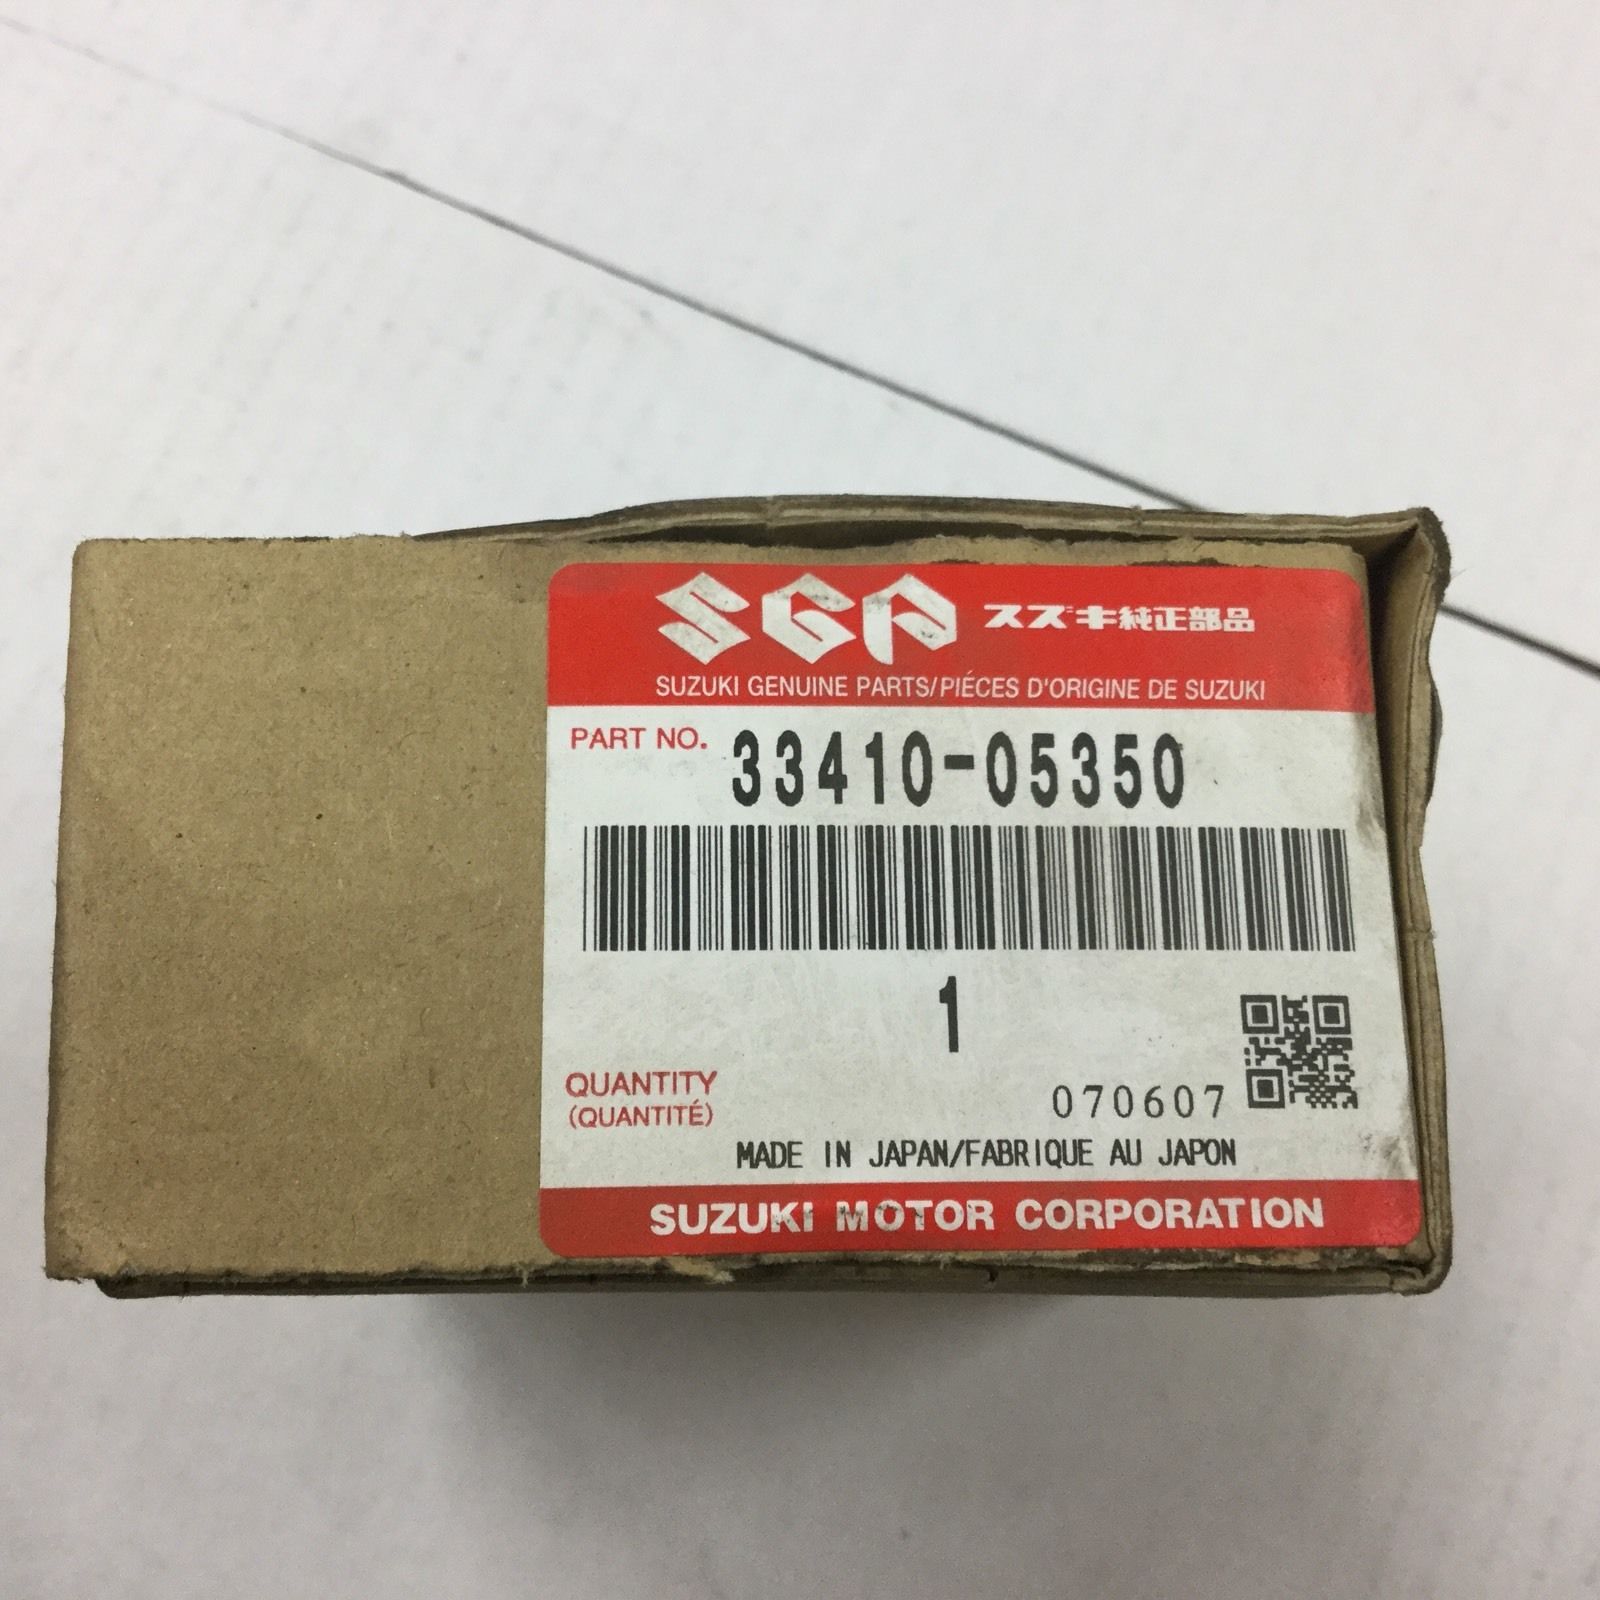 SGP スズキ純正部品
SUZUKI GENUINE PARTS/PIÉCES D'ORIGINE DE SUZUKI
PART NO. 33410-05350
1
QUANTITY
(QUANTITÉ)
070607
MADE IN JAPAN/FABRIQUE AU JAPON
SUZUKI MOTOR CORPORATION